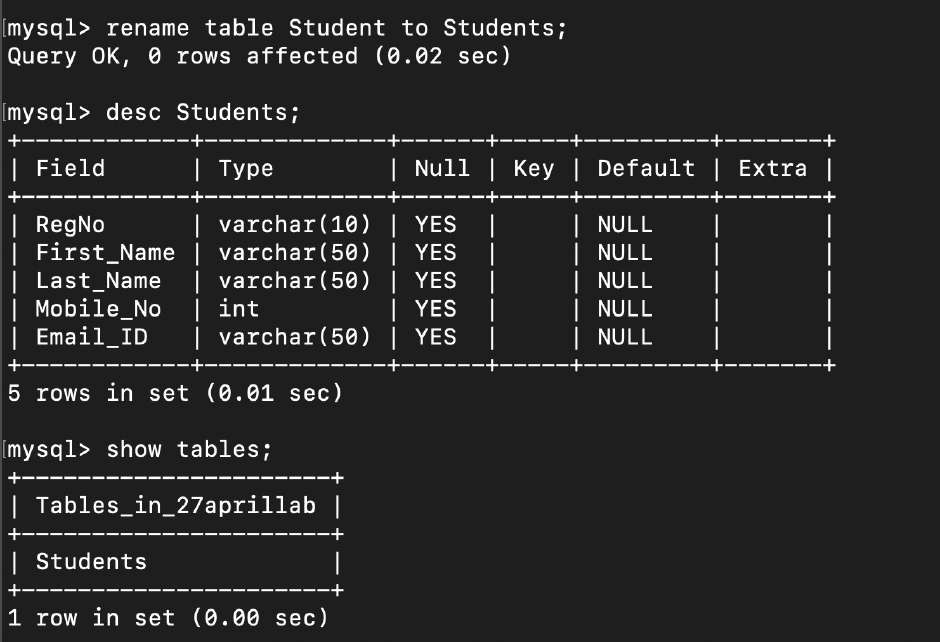 [mysql> rename table Student to Students;
Query OK, 0 rows affected (0.02 sec)
[mysql> desc Students;
+------------+-------------+------+-----+---------+-------+
| Field      | Type        | Null | Key | Default | Extra |
+------------+-------------+------+-----+---------+-------+
| RegNo      | varchar(10) | YES  |     | NULL    |       |
| First_Name | varchar(50) | YES  |     | NULL    |       |
| Last_Name  | varchar(50) | YES  |     | NULL    |       |
| Mobile_No  | int         | YES  |     | NULL    |       |
| Email_ID   | varchar(50) | YES  |     | NULL    |       |
+------------+-------------+------+-----+---------+-------+
5 rows in set (0.01 sec)
[mysql> show tables;
+----------------------+
| Tables_in_27aprillab |
+----------------------+
| Students             |
+----------------------+
1 row in set (0.00 sec)